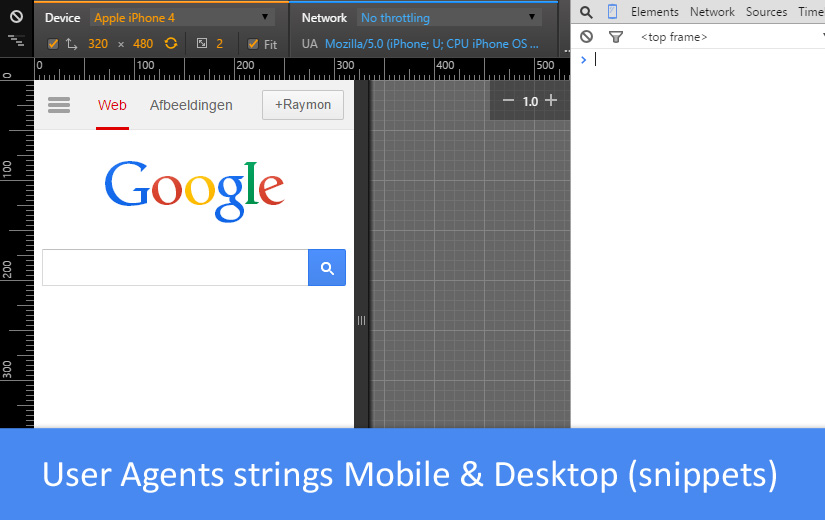 Device Apple iPhone 4 Network No throttling Elements Network Sources Time
320 × 480 2 Fit UA Mozilla/5.0 (iPhone; U; CPU iPhone OS ... ... <top frame>
0 100 200 300 400 500
0
100
200
300
Web Afbeeldingen +Raymon
1.0
Google
User Agents strings Mobile & Desktop (snippets)